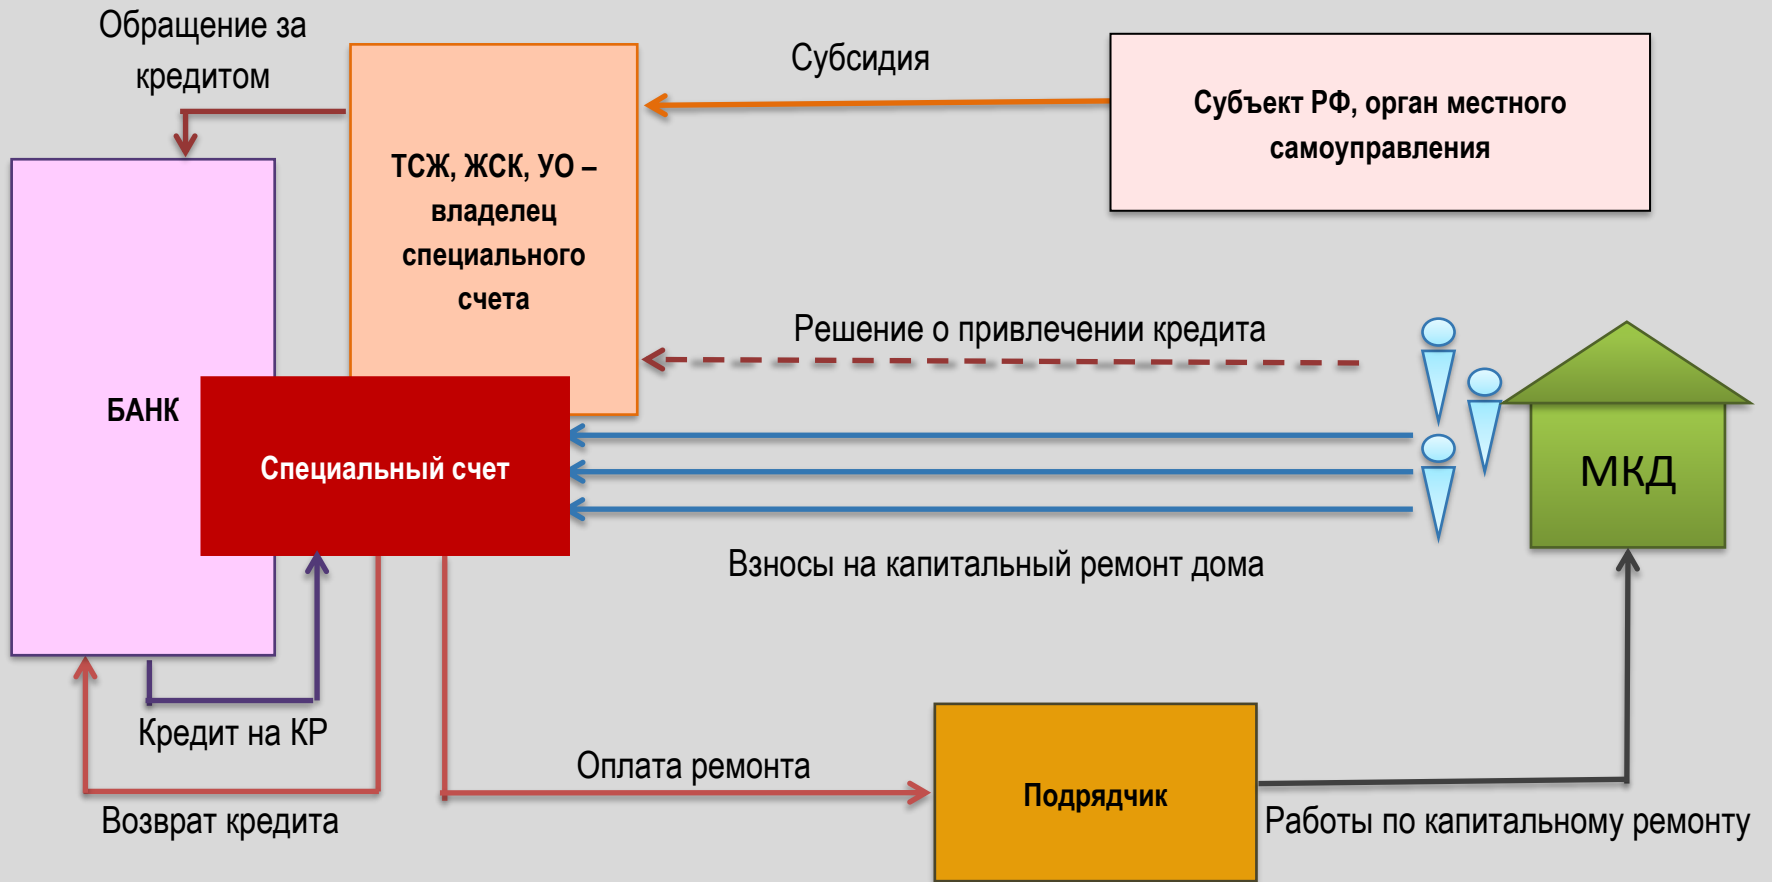 Обращение за
кредитом
Субсидия
Субъект РФ, орган местного
самоуправления
ТСЖ, ЖСК, УО –
владелец
специального
счета
Решение о привлечении кредита
БАНК
Специальный счет
МКД
Взносы на капитальный ремонт дома
Кредит на КР
Оплата ремонта
Подрядчик
Возврат кредита
Работы по капитальному ремонту